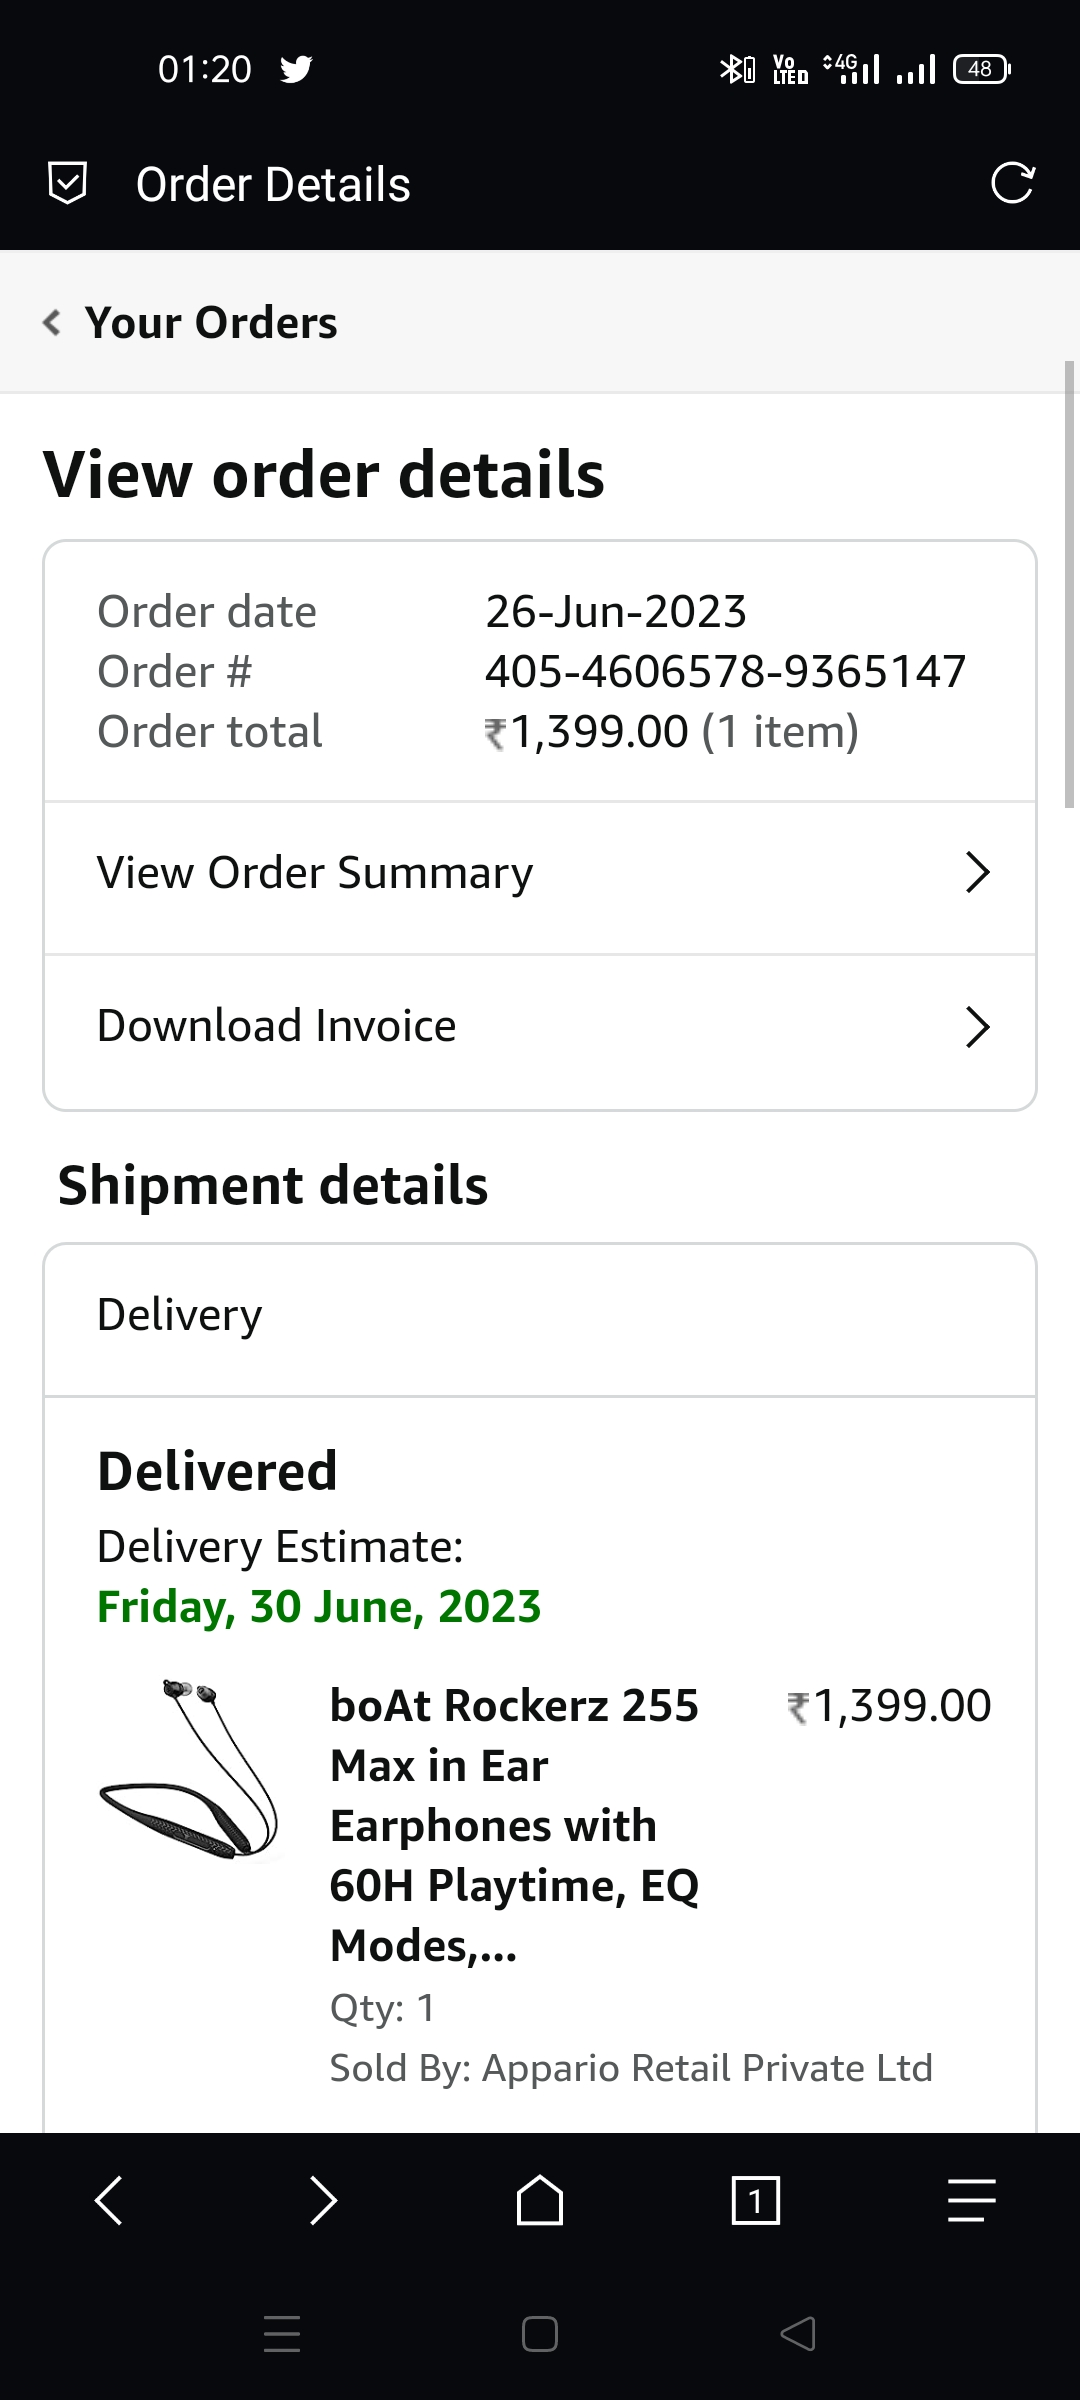 01:20
Vo
LTE
4G
48
Order Details
Your Orders
View order details
Order date 26-Jun-2023
Order # 405-4606578-9365147
Order total ₹1,399.00 (1 item)
View Order Summary
Download Invoice
Shipment details
Delivery
Delivered
Delivery Estimate:
Friday, 30 June, 2023
boAt Rockerz 255 ₹1,399.00
Max in Ear
Earphones with
60H Playtime, EQ
Modes,...
Qty: 1
Sold By: Appario Retail Private Ltd
1